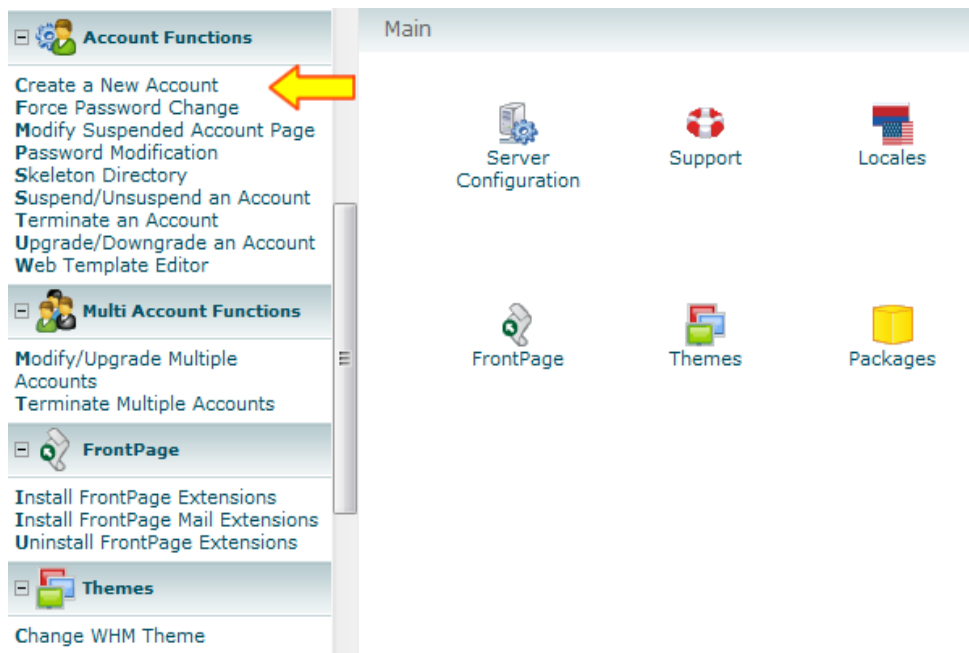 Account Functions
Create a New Account
Force Password Change
Modify Suspended Account Page
Password Modification
Skeleton Directory
Suspend/Unsuspend an Account
Terminate an Account
Upgrade/Downgrade an Account
Web Template Editor
Multi Account Functions
Modify/Upgrade Multiple
Accounts
Terminate Multiple Accounts
FrontPage
Install FrontPage Extensions
Install FrontPage Mail Extensions
Uninstall FrontPage Extensions
Themes
Change WHM Theme
Main
Server
Configuration
Support
Locales
FrontPage
Themes
Packages